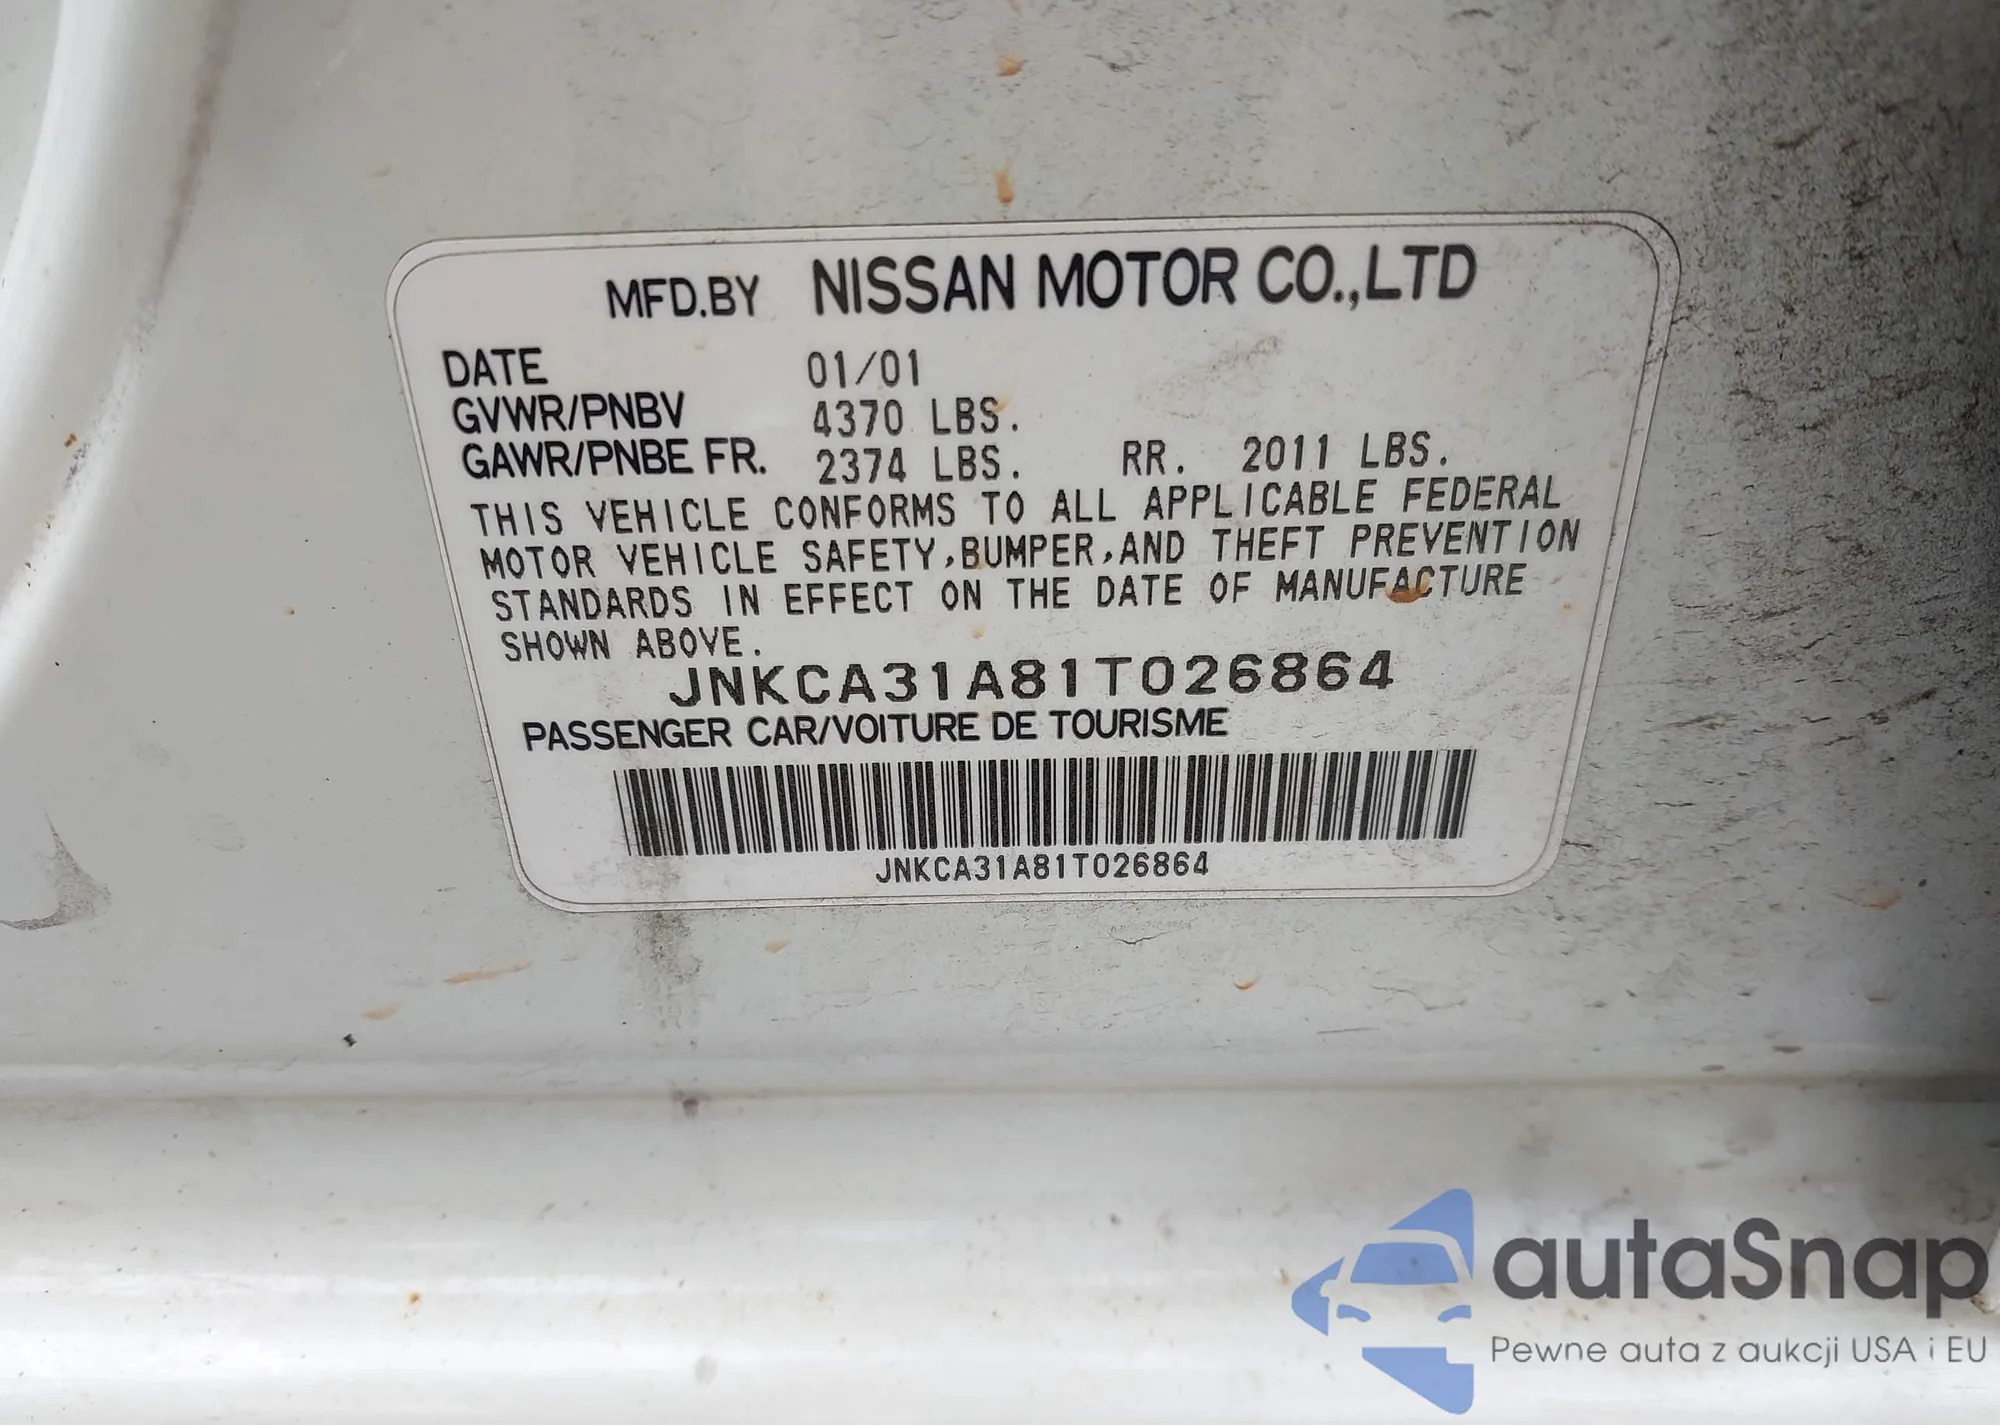 MFD.BY NISSAN MOTOR CO.,LTD
DATE 01/01
GVWR/PNBV 4370 LBS.
GAWR/PNBE FR. 2374 LBS. RR. 2011 LBS.
THIS VEHICLE CONFORMS TO ALL APPLICABLE FEDERAL
MOTOR VEHICLE SAFETY,BUMPER,AND THEFT PREVENTION
STANDARDS IN EFFECT ON THE DATE OF MANUFACTURE
SHOWN ABOVE.
JNKCA31A81T026864
PASSENGER CAR/VOITURE DE TOURISME
JNKCA31A81T026864
autaSnap
Pewne auta z aukcji USA i EU